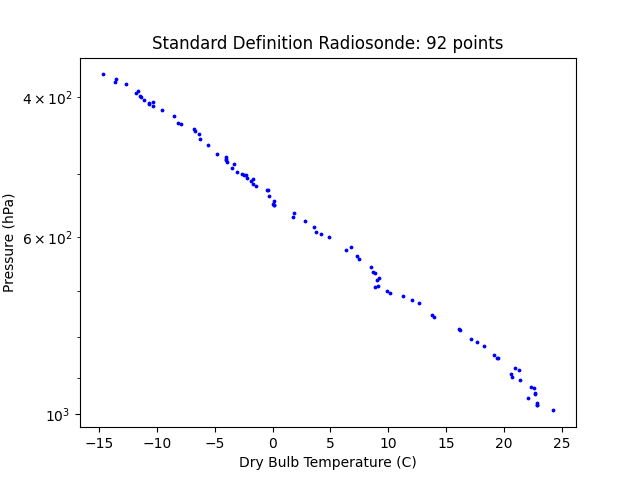 Standard Definition Radiosonde: 92 points
4 × 10²
6 × 10²
10³
Pressure (hPa)
−15 −10 −5 0 5 10 15 20 25
Dry Bulb Temperature (C)